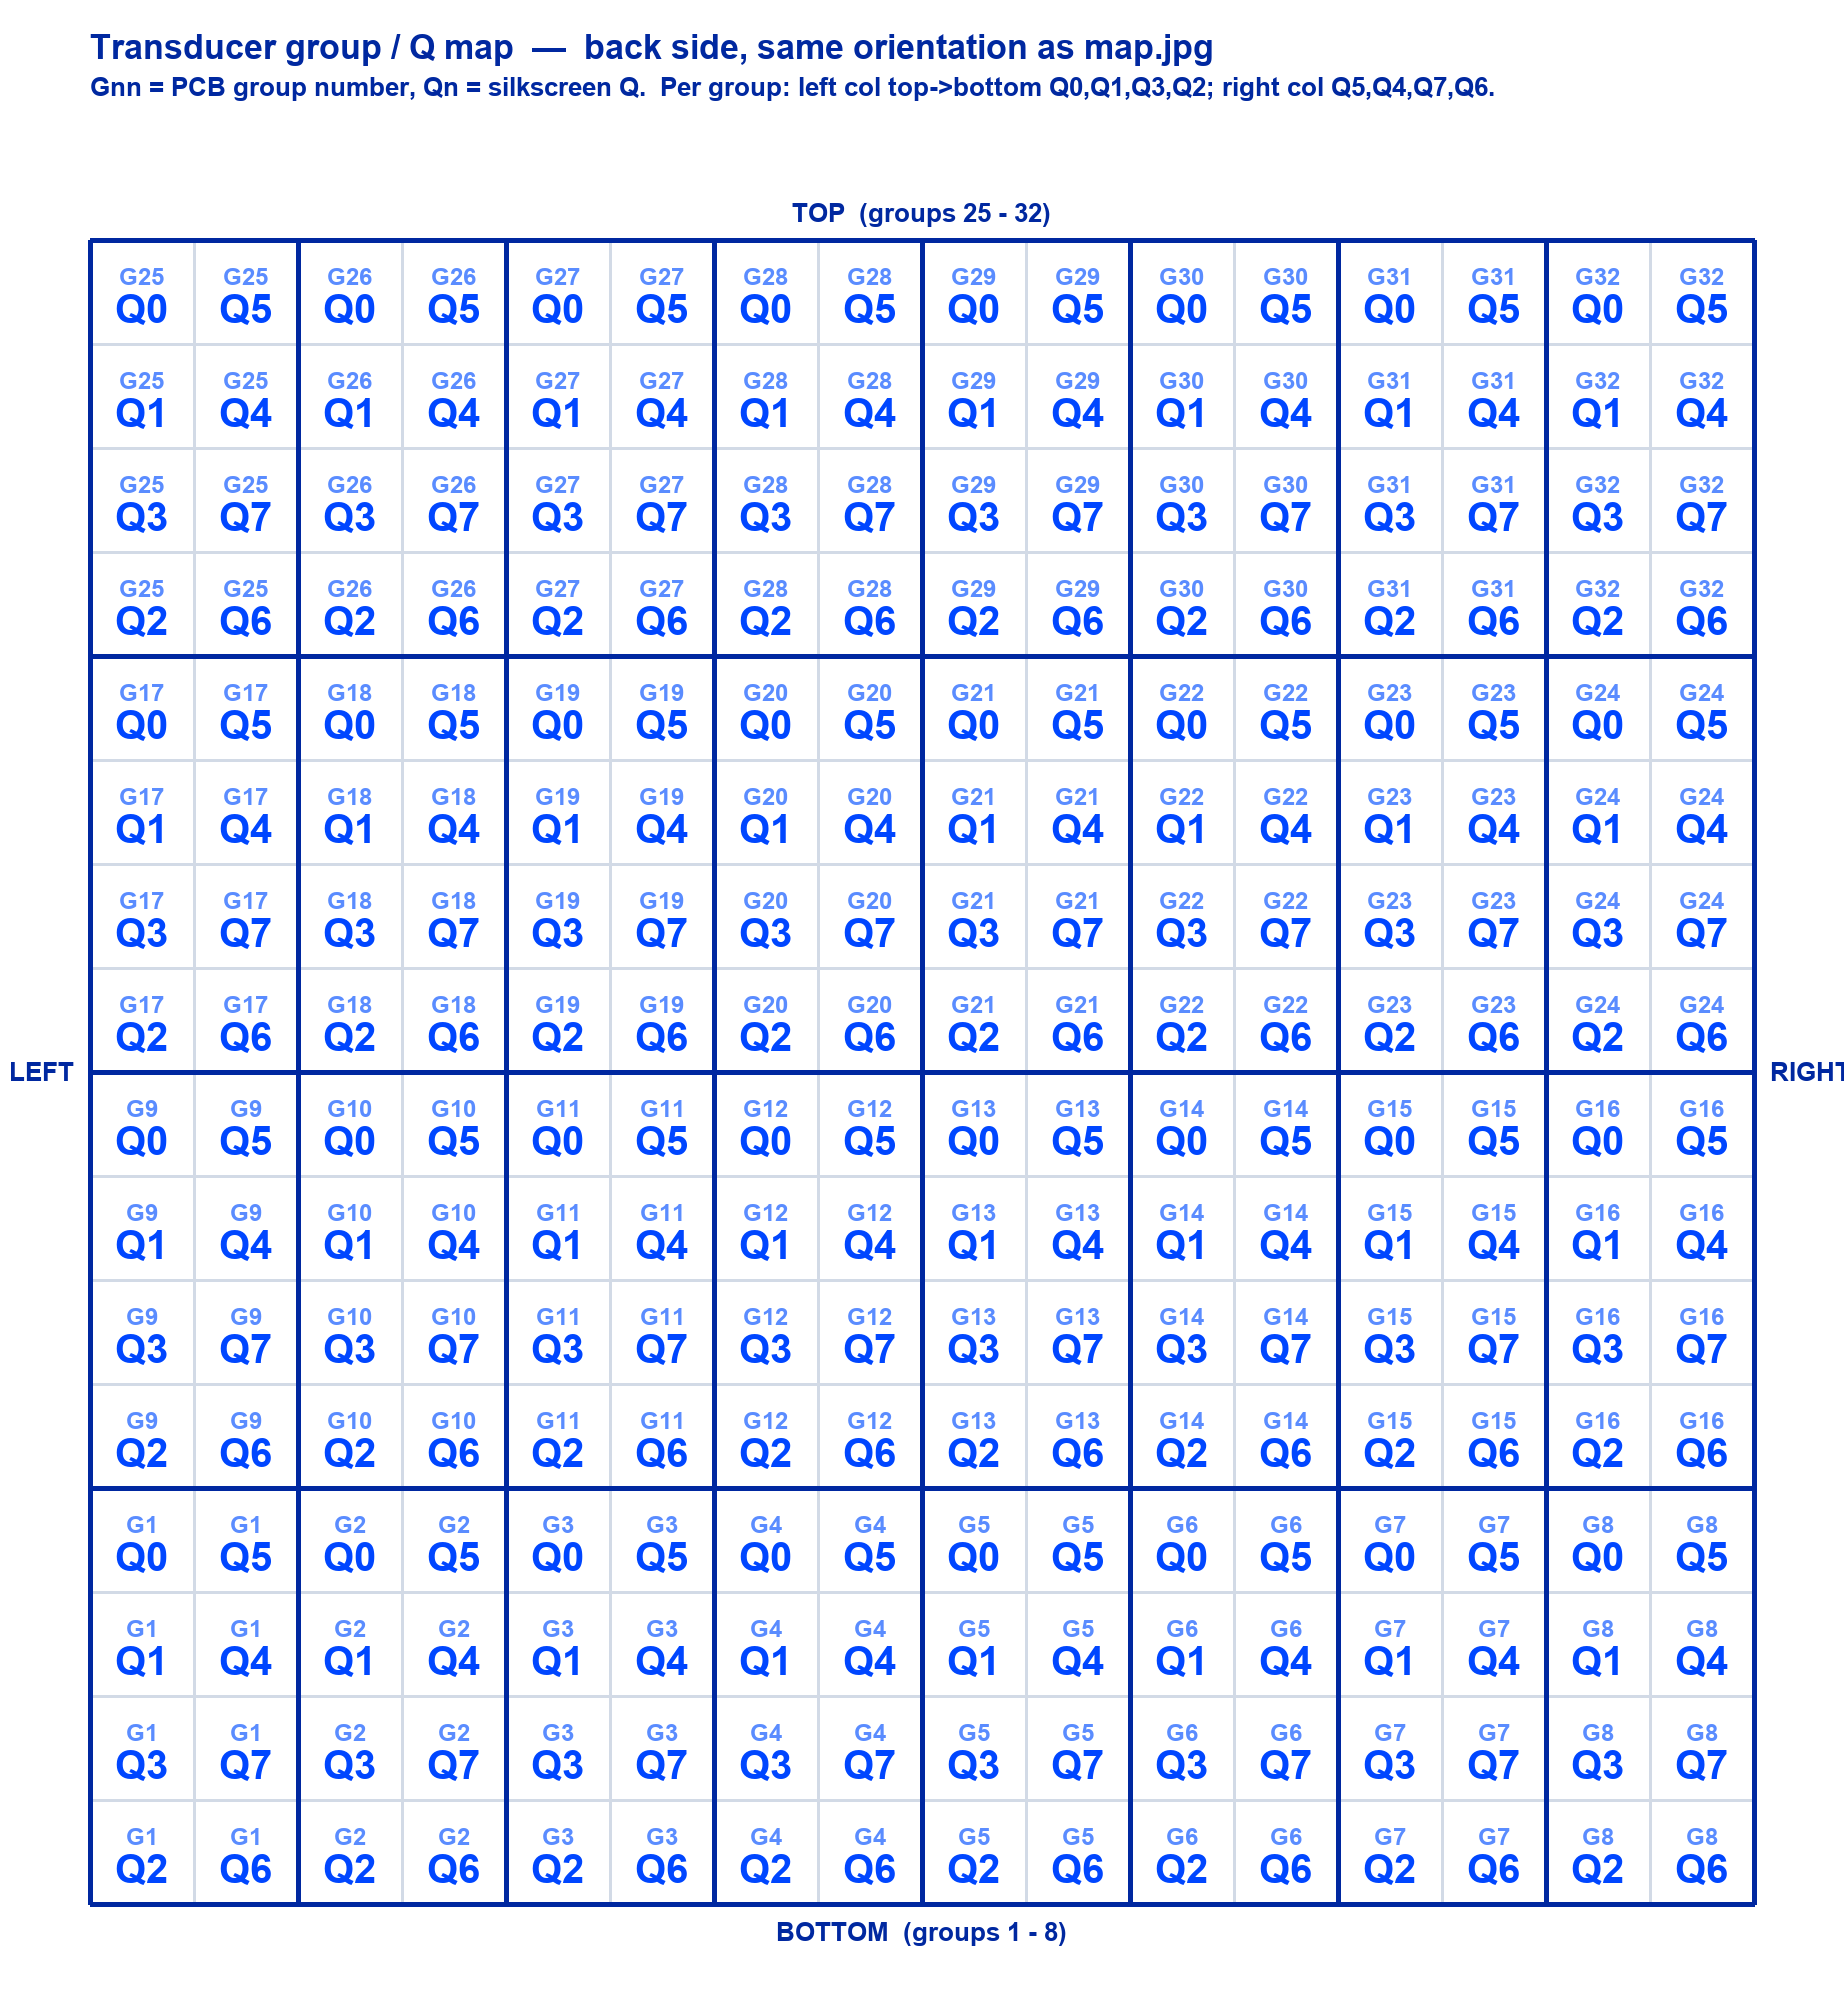 Transducer group / Q map — back side, same orientation as map.jpg
Gnn = PCB group number, Qn = silkscreen Q. Per group: left col top->bottom Q0,Q1,Q3,Q2; right col Q5,Q4,Q7,Q6.
TOP (groups 25 - 32)
G25 G25 G26 G26 G27 G27 G28 G28 G29 G29 G30 G30 G31 G31 G32 G32
Q0 Q5 Q0 Q5 Q0 Q5 Q0 Q5 Q0 Q5 Q0 Q5 Q0 Q5 Q0 Q5
G25 G25 G26 G26 G27 G27 G28 G28 G29 G29 G30 G30 G31 G31 G32 G32
Q1 Q4 Q1 Q4 Q1 Q4 Q1 Q4 Q1 Q4 Q1 Q4 Q1 Q4 Q1 Q4
G25 G25 G26 G26 G27 G27 G28 G28 G29 G29 G30 G30 G31 G31 G32 G32
Q3 Q7 Q3 Q7 Q3 Q7 Q3 Q7 Q3 Q7 Q3 Q7 Q3 Q7 Q3 Q7
G25 G25 G26 G26 G27 G27 G28 G28 G29 G29 G30 G30 G31 G31 G32 G32
Q2 Q6 Q2 Q6 Q2 Q6 Q2 Q6 Q2 Q6 Q2 Q6 Q2 Q6 Q2 Q6
G17 G17 G18 G18 G19 G19 G20 G20 G21 G21 G22 G22 G23 G23 G24 G24
Q0 Q5 Q0 Q5 Q0 Q5 Q0 Q5 Q0 Q5 Q0 Q5 Q0 Q5 Q0 Q5
G17 G17 G18 G18 G19 G19 G20 G20 G21 G21 G22 G22 G23 G23 G24 G24
Q1 Q4 Q1 Q4 Q1 Q4 Q1 Q4 Q1 Q4 Q1 Q4 Q1 Q4 Q1 Q4
G17 G17 G18 G18 G19 G19 G20 G20 G21 G21 G22 G22 G23 G23 G24 G24
Q3 Q7 Q3 Q7 Q3 Q7 Q3 Q7 Q3 Q7 Q3 Q7 Q3 Q7 Q3 Q7
G17 G17 G18 G18 G19 G19 G20 G20 G21 G21 G22 G22 G23 G23 G24 G24
Q2 Q6 Q2 Q6 Q2 Q6 Q2 Q6 Q2 Q6 Q2 Q6 Q2 Q6 Q2 Q6
LEFT RIGHT
G9 G9 G10 G10 G11 G11 G12 G12 G13 G13 G14 G14 G15 G15 G16 G16
Q0 Q5 Q0 Q5 Q0 Q5 Q0 Q5 Q0 Q5 Q0 Q5 Q0 Q5 Q0 Q5
G9 G9 G10 G10 G11 G11 G12 G12 G13 G13 G14 G14 G15 G15 G16 G16
Q1 Q4 Q1 Q4 Q1 Q4 Q1 Q4 Q1 Q4 Q1 Q4 Q1 Q4 Q1 Q4
G9 G9 G10 G10 G11 G11 G12 G12 G13 G13 G14 G14 G15 G15 G16 G16
Q3 Q7 Q3 Q7 Q3 Q7 Q3 Q7 Q3 Q7 Q3 Q7 Q3 Q7 Q3 Q7
G9 G9 G10 G10 G11 G11 G12 G12 G13 G13 G14 G14 G15 G15 G16 G16
Q2 Q6 Q2 Q6 Q2 Q6 Q2 Q6 Q2 Q6 Q2 Q6 Q2 Q6 Q2 Q6
G1 G1 G2 G2 G3 G3 G4 G4 G5 G5 G6 G6 G7 G7 G8 G8
Q0 Q5 Q0 Q5 Q0 Q5 Q0 Q5 Q0 Q5 Q0 Q5 Q0 Q5 Q0 Q5
G1 G1 G2 G2 G3 G3 G4 G4 G5 G5 G6 G6 G7 G7 G8 G8
Q1 Q4 Q1 Q4 Q1 Q4 Q1 Q4 Q1 Q4 Q1 Q4 Q1 Q4 Q1 Q4
G1 G1 G2 G2 G3 G3 G4 G4 G5 G5 G6 G6 G7 G7 G8 G8
Q3 Q7 Q3 Q7 Q3 Q7 Q3 Q7 Q3 Q7 Q3 Q7 Q3 Q7 Q3 Q7
G1 G1 G2 G2 G3 G3 G4 G4 G5 G5 G6 G6 G7 G7 G8 G8
Q2 Q6 Q2 Q6 Q2 Q6 Q2 Q6 Q2 Q6 Q2 Q6 Q2 Q6 Q2 Q6
BOTTOM (groups 1 - 8)